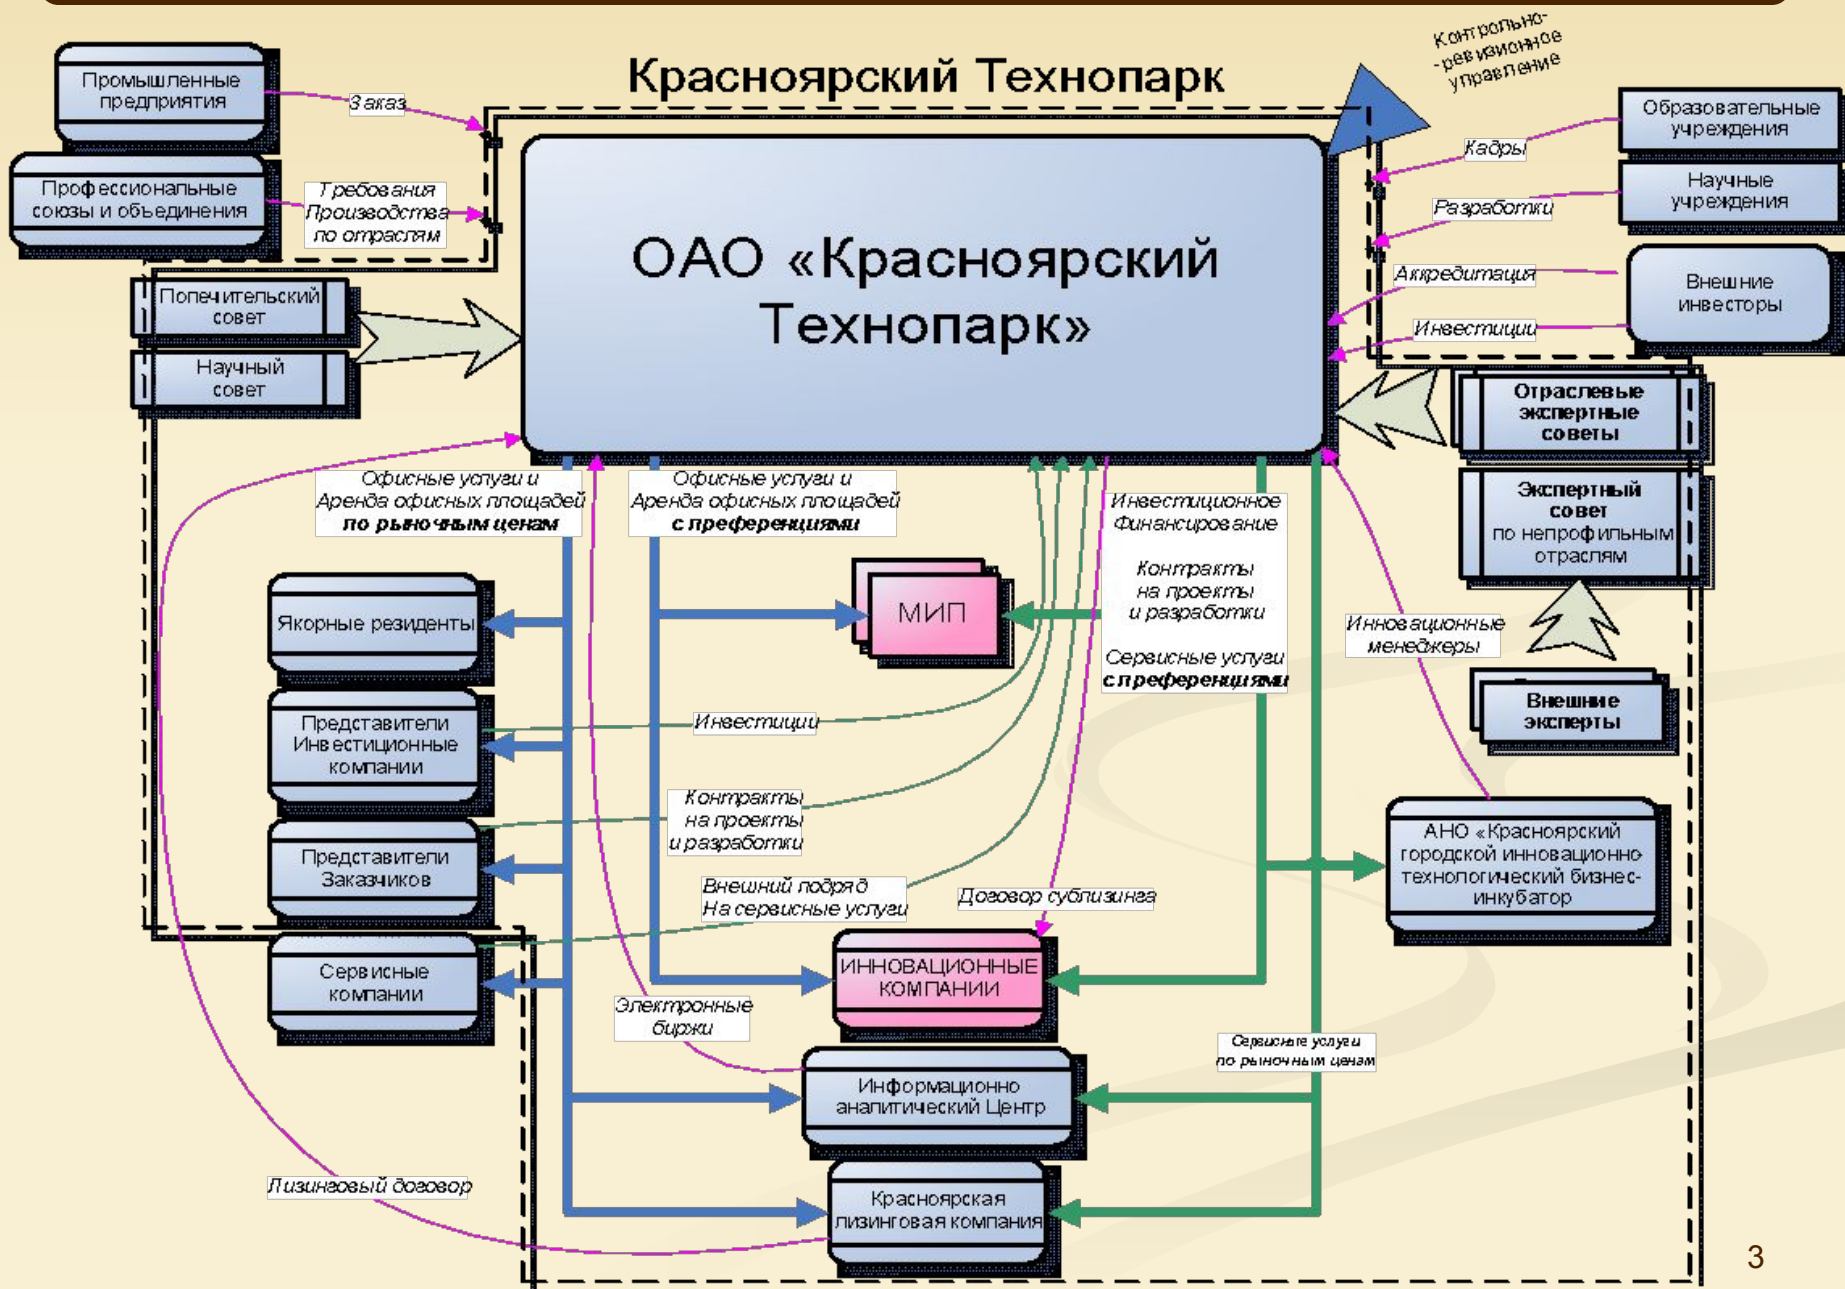 Красноярский Технопарк
Контрольно-
-ревизионное
управление
Промышленные
предприятия
Заказ
Профессиональные
союзы и объединения
Требования
Производства
по отраслям
Образовательные
учреждения
Кадры
Научные
учреждения
Разработки
Аккредитация
Внешние
инвесторы
Инвестиции
ОАО «Красноярский
Технопарк»
Попечительский
совет
Научный
совет
Отраслевые
экспертные
советы
Экспертный
совет
по непрофильным
отраслям
Внешние
эксперты
Офисные услуги и
Аренда офисных площадей
по рыночным ценам
Офисные услуги и
Аренда офисных площадей
с преференциями
Инвестиционное
Финансирование
Контракты
на проекты
и разработки
Сервисные услуги
с преференциями
Инновационные
менеджеры
МИП
Якорные резиденты
Представители
Инвестиционные
компании
Инвестиции
Контракты
на проекты
и разработки
Представители
Заказчиков
Внешний подряд
На сервисные услуги
Договор сублизинга
АНО «Красноярский
городской инновационно
технологический бизнес-
инкубатор
Сервисные
компании
ИННОВАЦИОННЫЕ
КОМПАНИИ
Электронные
биржи
Сервисные услуги
по рыночным ценам
Информационно
аналитический Центр
Лизинговый договор
Красноярская
лизинговая компания
3